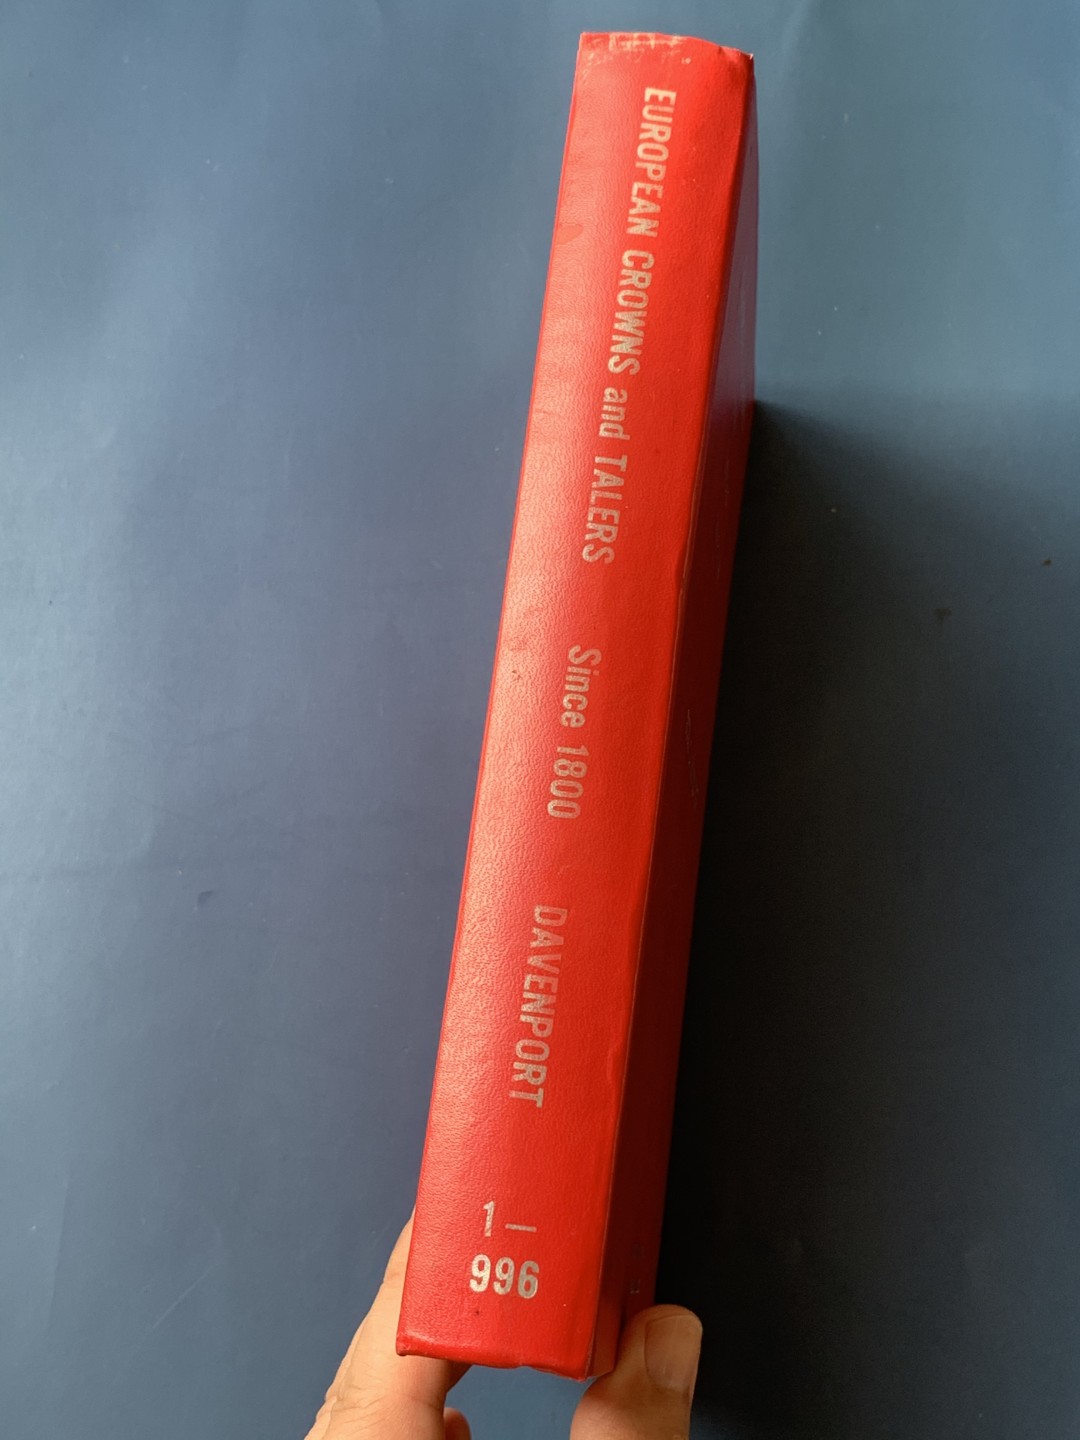 EUROPEAN CROWNS and TALERS Since 1800 DAVENPORT
1—
996